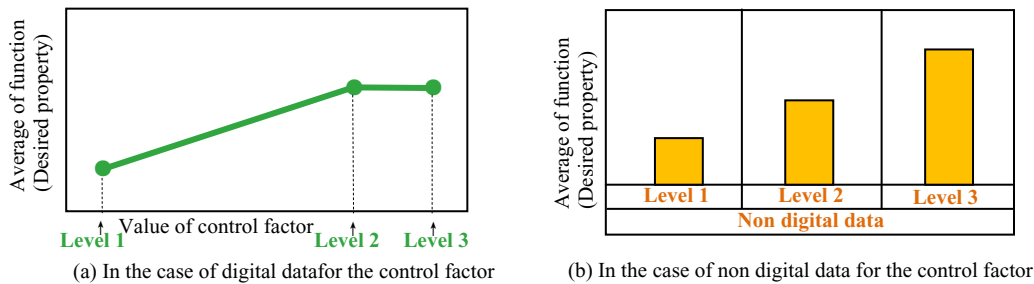 Average of function
(Desired property)
Value of control factor
Level 1
Level 2
Level 3
(a) In the case of digital datafor the control factor
Average of function
(Desired property)
Level 1
Level 2
Level 3
Non digital data
(b) In the case of non digital data for the control factor